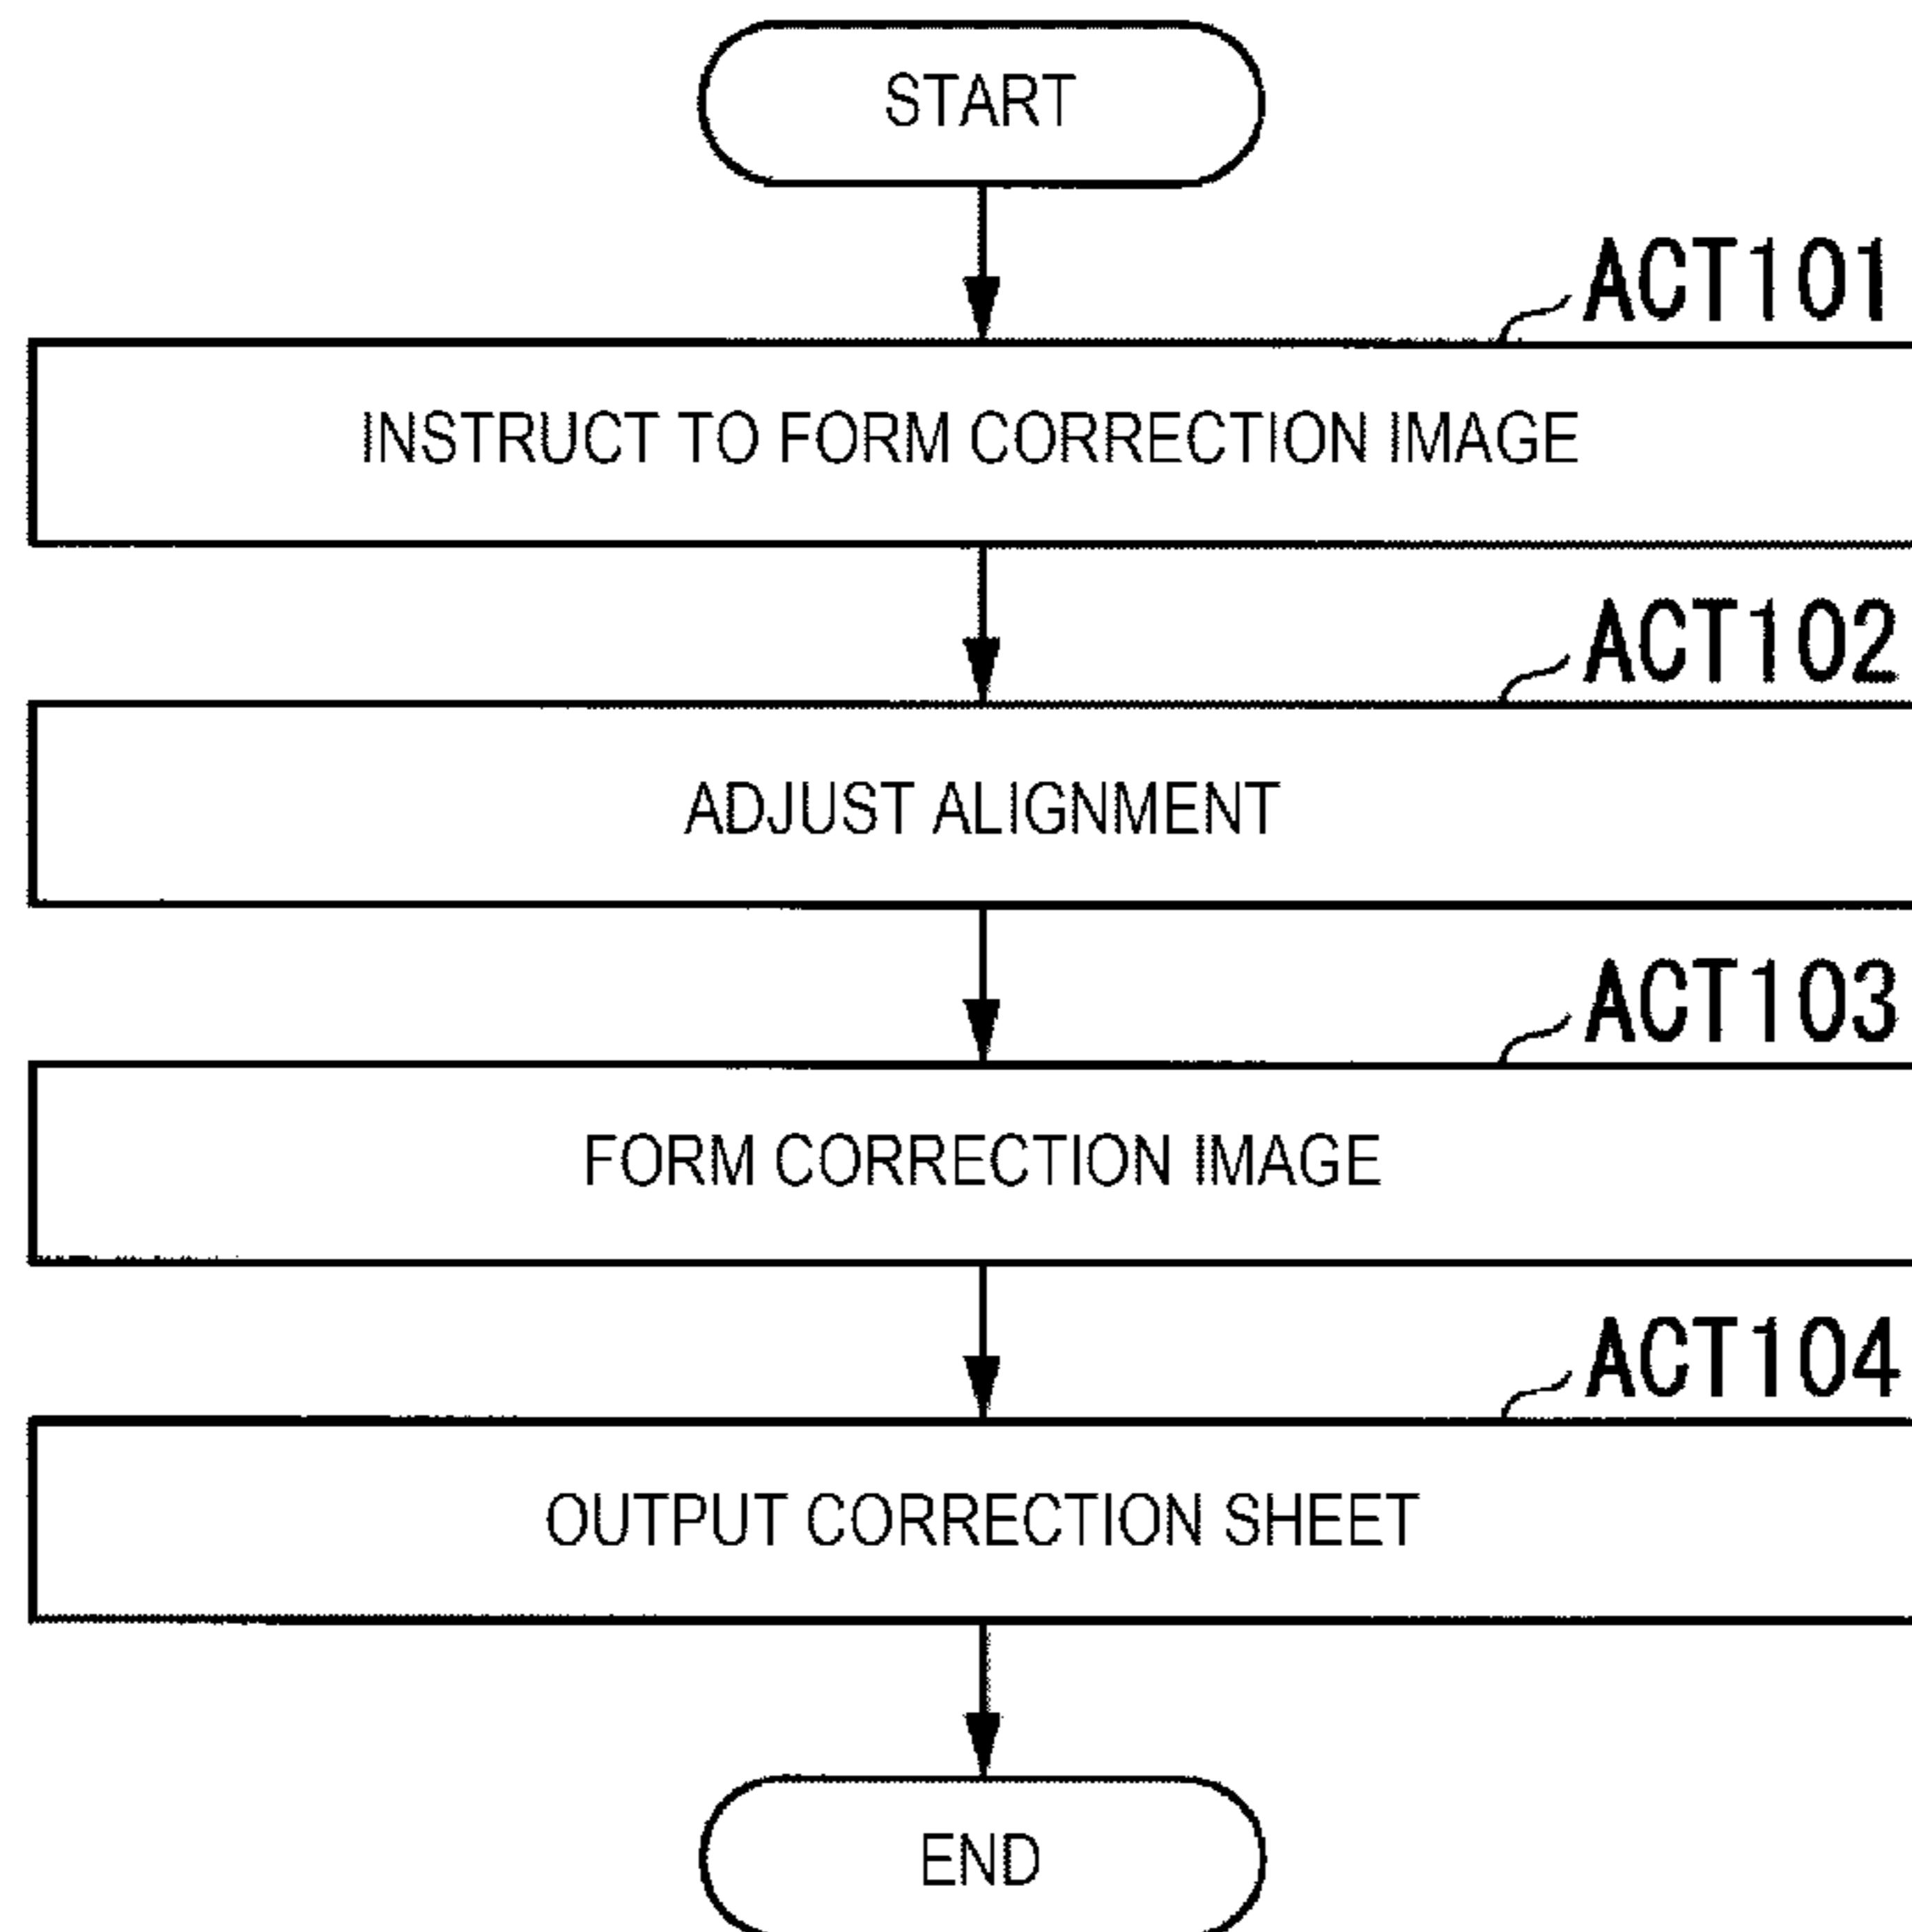 START
ACT101
INSTRUCT TO FORM CORRECTION IMAGE
ACT102
ADJUST ALIGNMENT
ACT103
FORM CORRECTION IMAGE
ACT104
OUTPUT CORRECTION SHEET
END